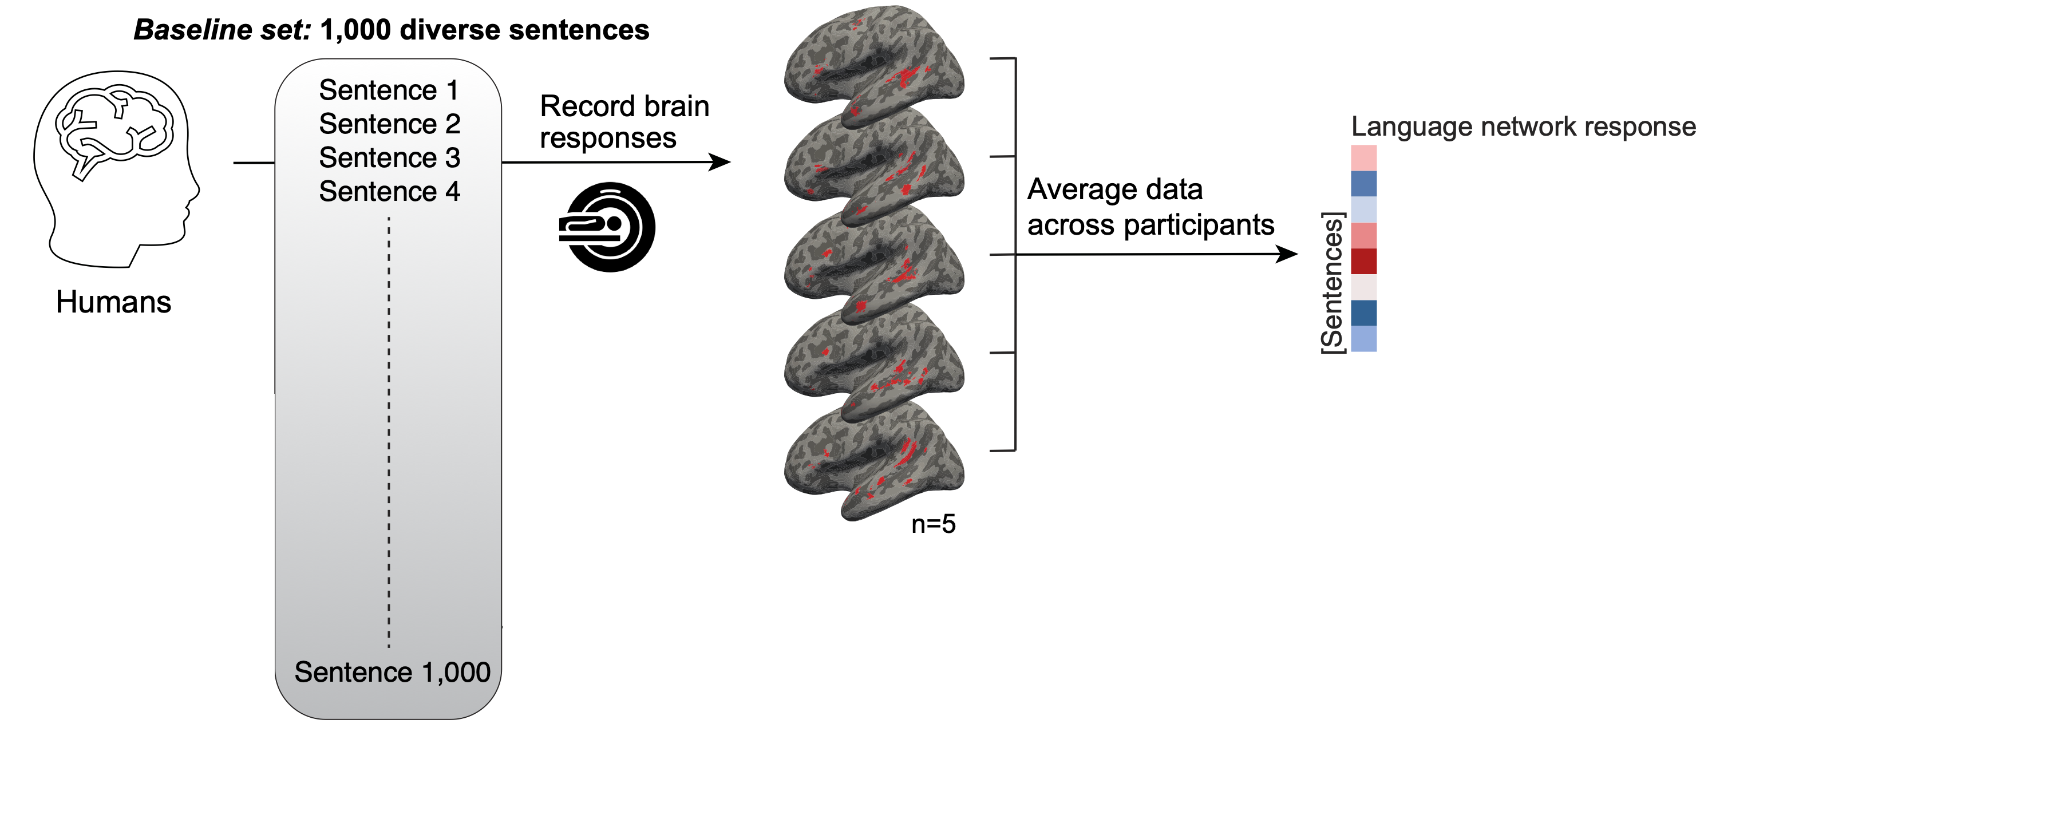 Baseline set: 1,000 diverse sentences
Humans
Sentence 1
Sentence 2
Sentence 3
Sentence 4
Sentence 1,000
Record brain
responses
n=5
Average data
across participants
Language network response
[Sentences]